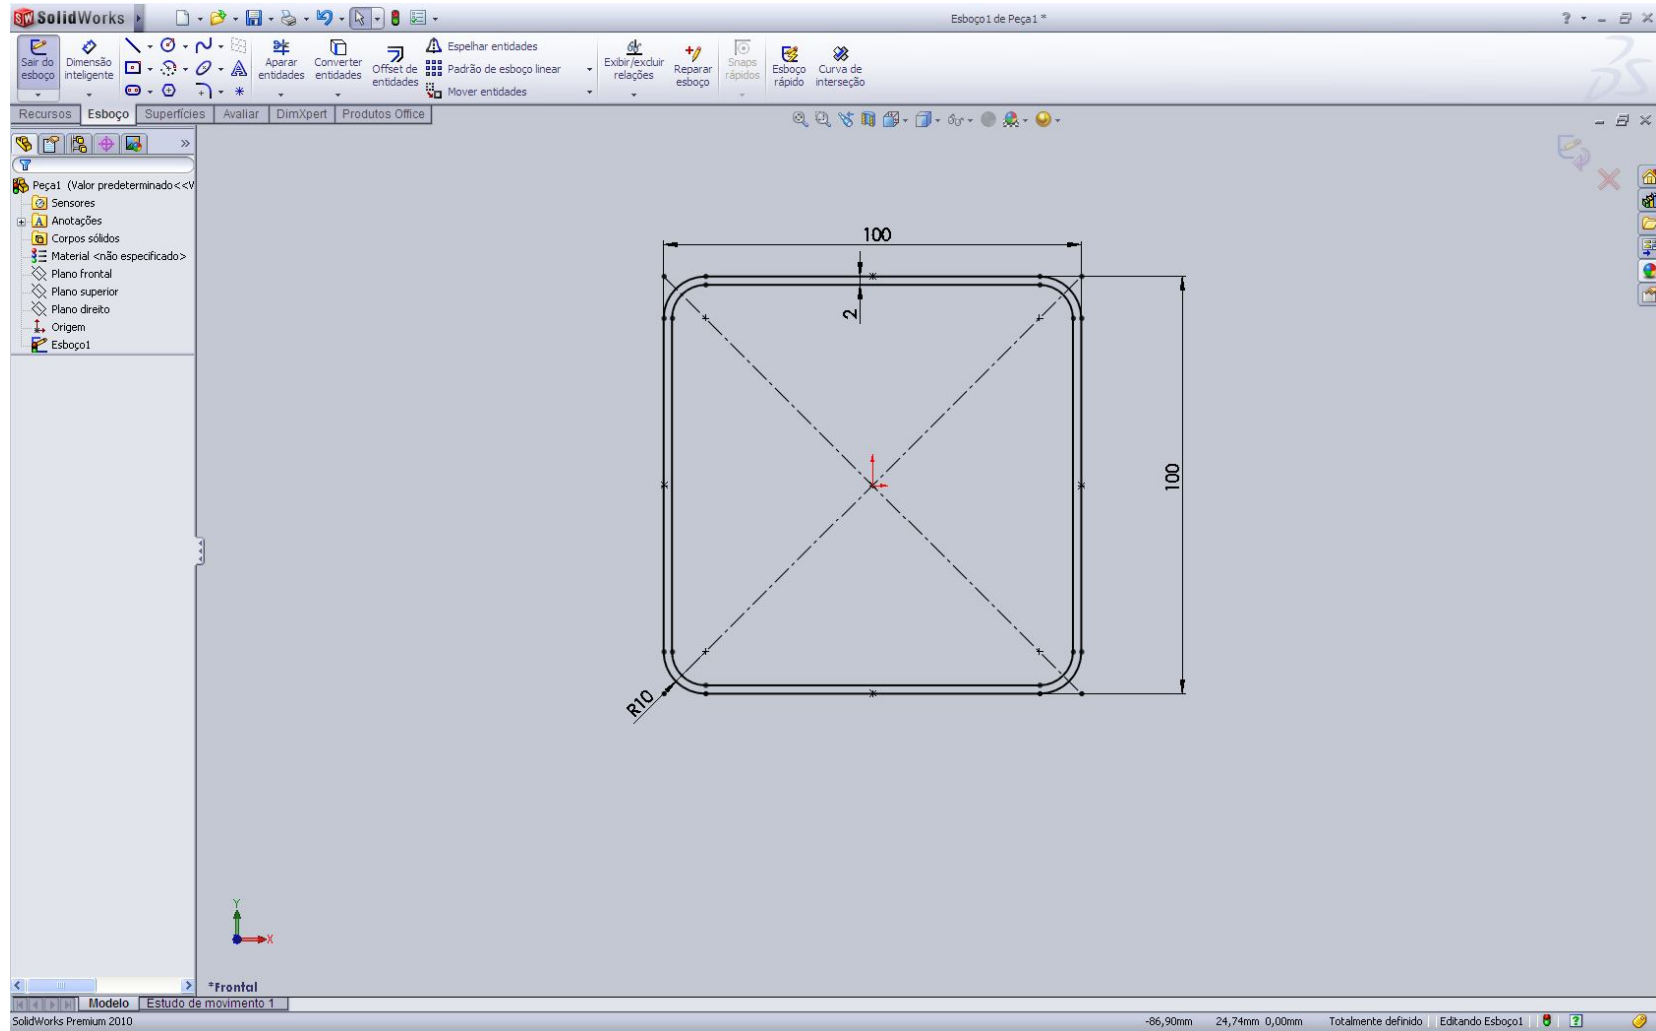 SolidWorks
Esboço1 de Peça1 *
Sair do esboço
Dimensão inteligente
Aparar entidades
Converter entidades
Offset de entidades
Espelhar entidades
Padrão de esboço linear
Mover entidades
Exibir/excluir relações
Reparar esboço
Snaps rápidos
Esboço rápido
Curva de interseção
Recursos Esboço Superfícies Avaliar DimXpert Produtos Office
Peça1 (Valor predeterminado<<V
Sensores
Anotações
Corpos sólidos
Material <não especificado>
Plano frontal
Plano superior
Plano direito
Origem
Esboço1
100
2
100
R10
Y
X
*Frontal
Modelo Estudo de movimento 1
SolidWorks Premium 2010
-86,90mm 24,74mm 0,00mm Totalmente definido Editando Esboço1